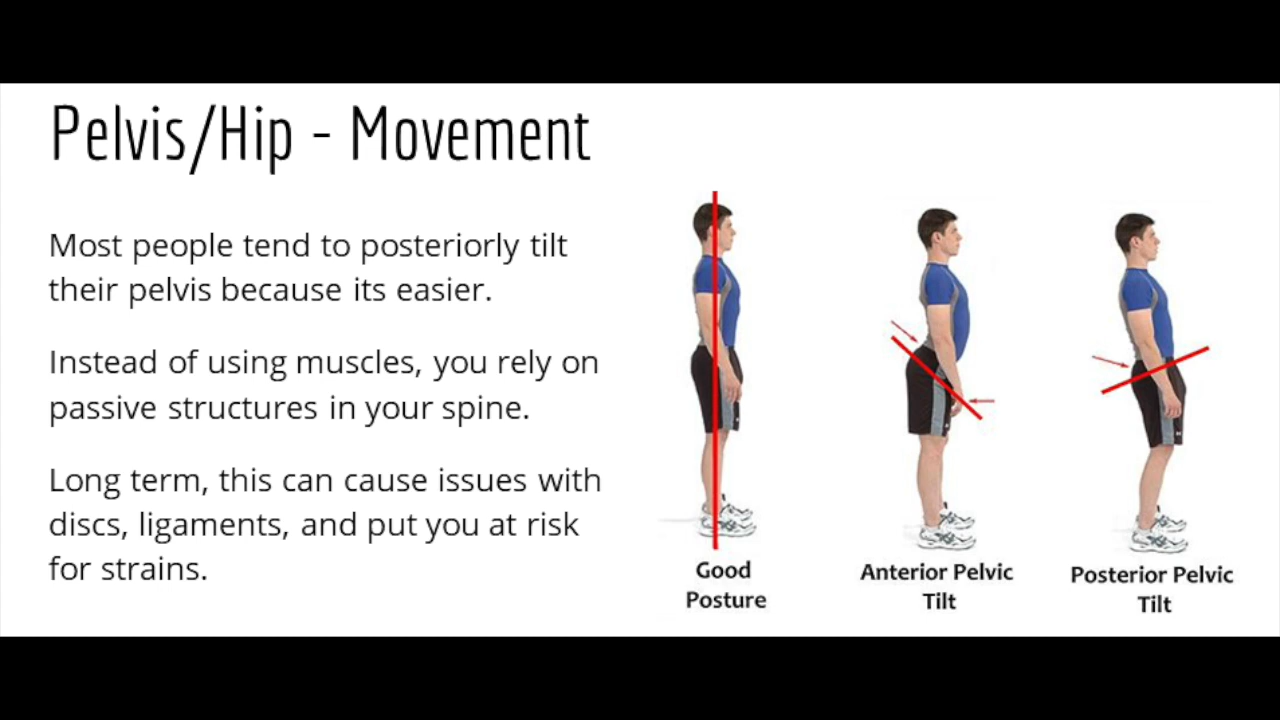 Pelvis/Hip - Movement
Most people tend to posteriorly tilt
their pelvis because its easier.
Instead of using muscles, you rely on
passive structures in your spine.
Long term, this can cause issues with
discs, ligaments, and put you at risk
for strains.
Good
Posture
Anterior Pelvic
Tilt
Posterior Pelvic
Tilt